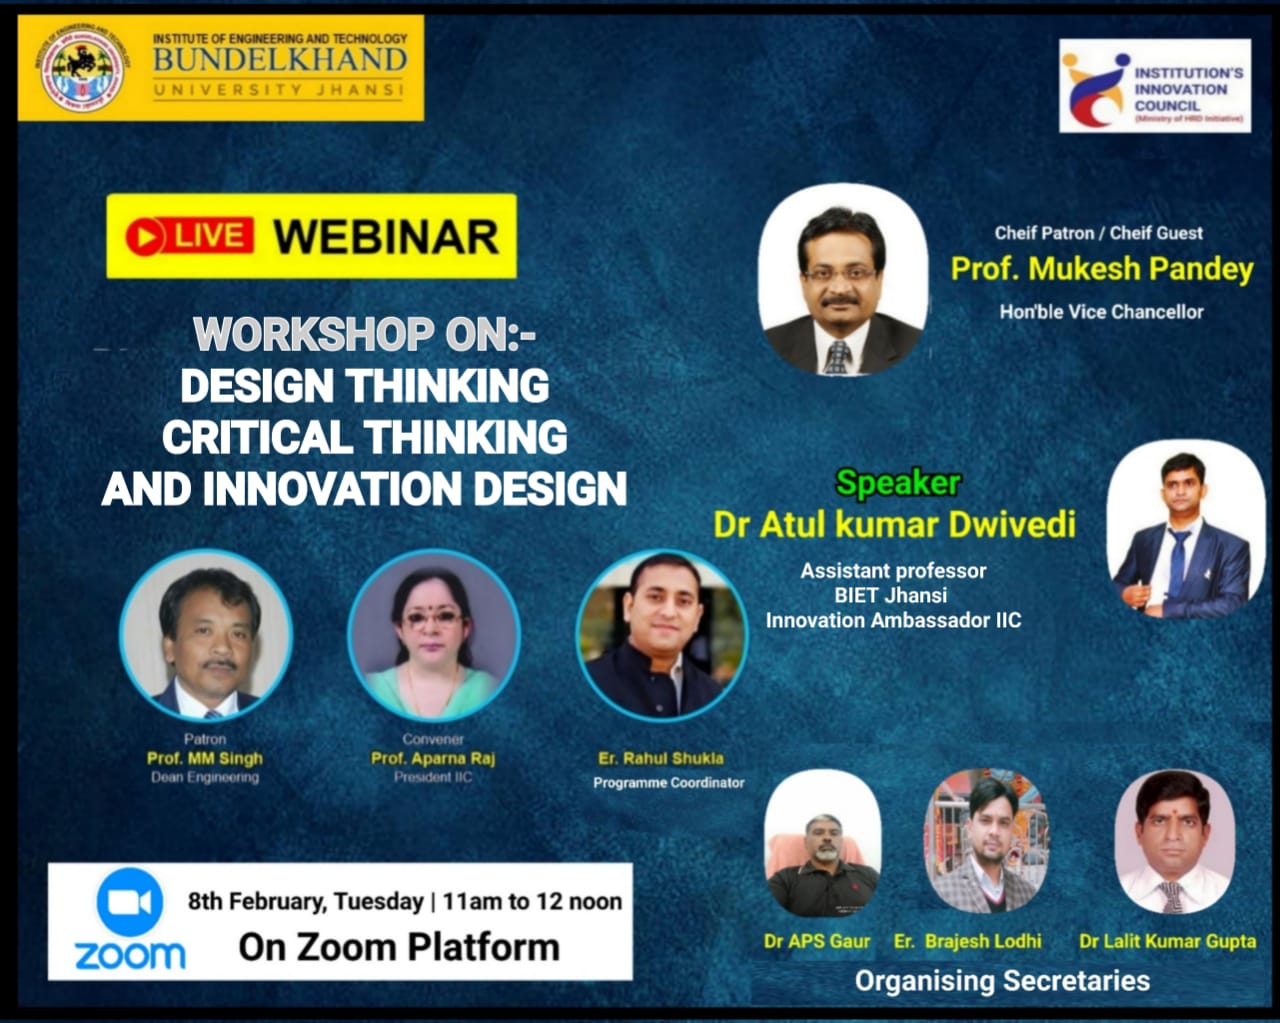 INSTITUTE OF ENGINEERING AND TECHNOLOGY
BUNDELKHAND
UNIVERSITY JHANSI
INSTITUTION'S
INNOVATION
COUNCIL
(Ministry of HRD Initiative)
LIVE WEBINAR
WORKSHOP ON:-
DESIGN THINKING
CRITICAL THINKING
AND INNOVATION DESIGN
Cheif Patron / Cheif Guest
Prof. Mukesh Pandey
Hon'ble Vice Chancellor
Speaker
Dr Atul kumar Dwivedi
Assistant professor
BIET Jhansi
Innovation Ambassador IIC
Patron
Prof. MM Singh
Dean Engineering
Convener
Prof. Aparna Raj
President IIC
Er. Rahul Shukla
Programme Coordinator
Dr APS Gaur
Er. Brajesh Lodhi
Dr Lalit Kumar Gupta
Organising Secretaries
zoom
8th February, Tuesday | 11am to 12 noon
On Zoom Platform